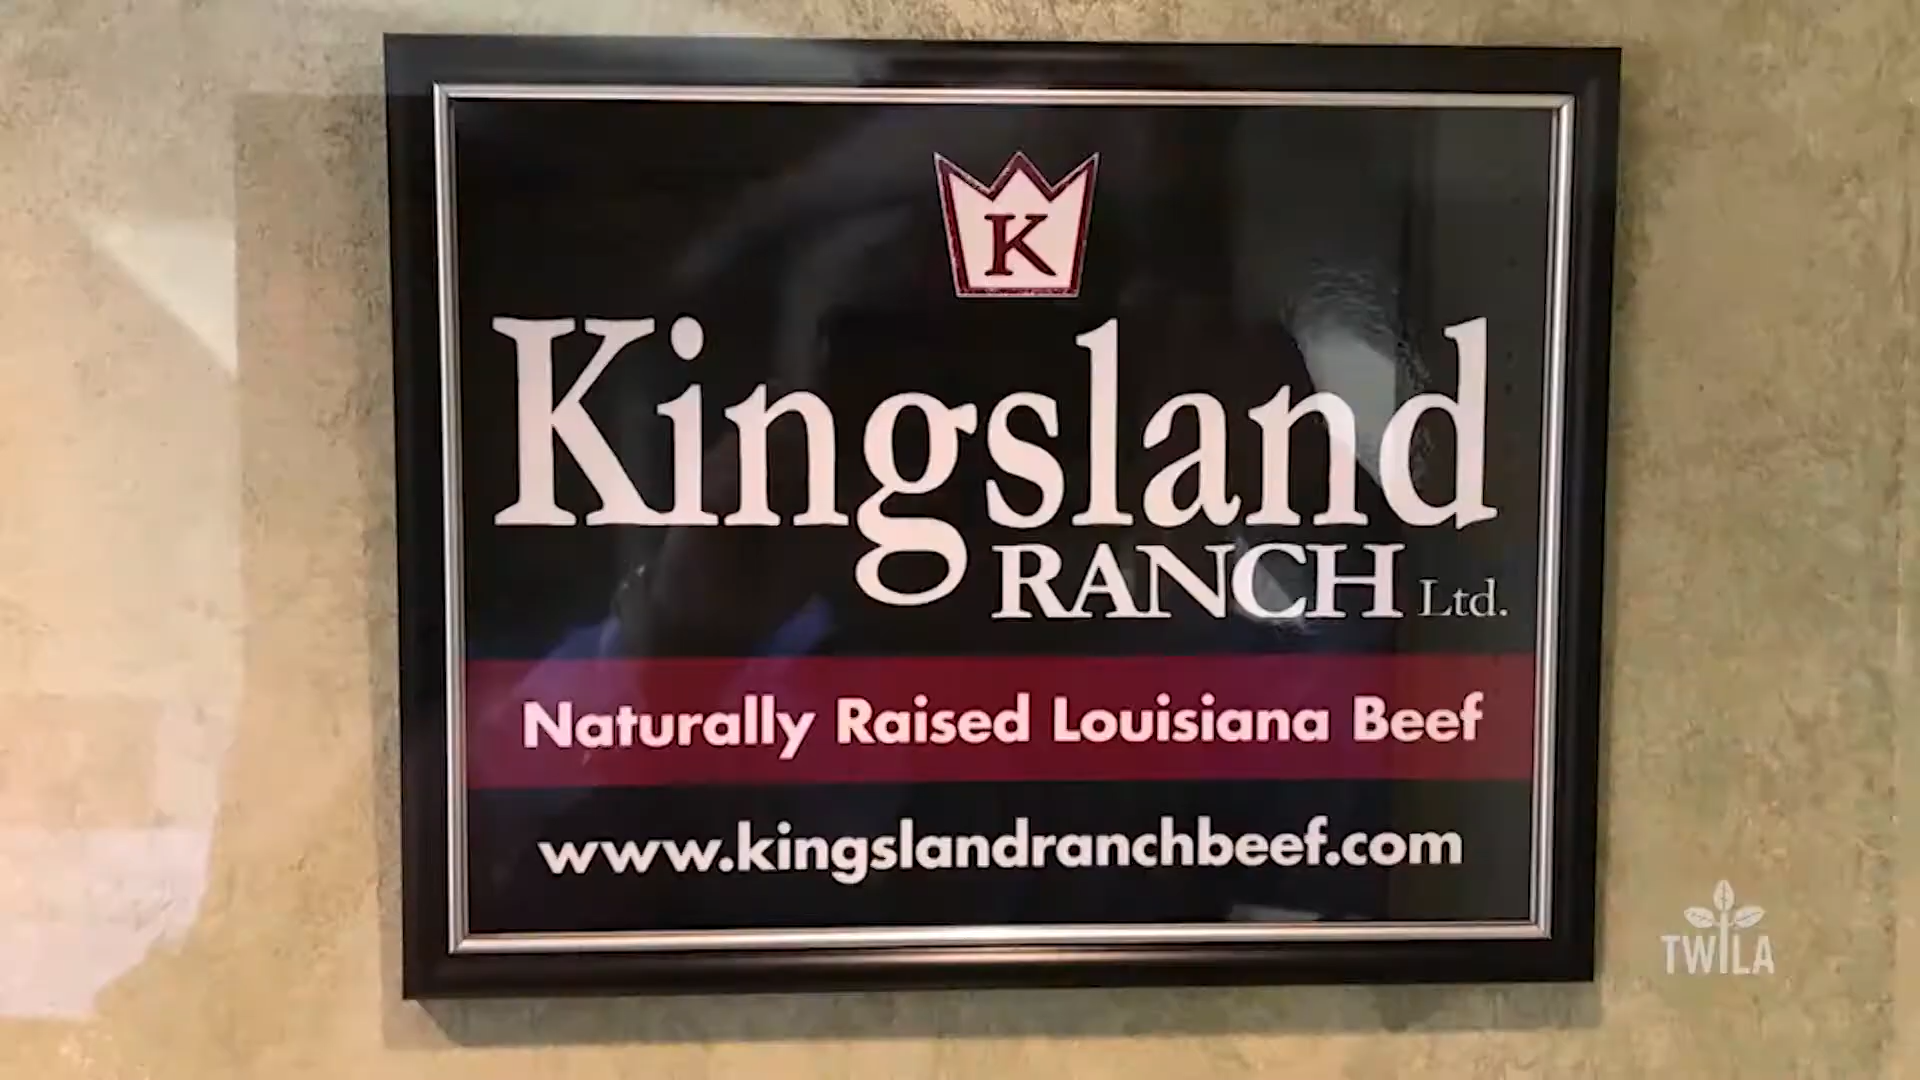 K
Kingsland
RANCH Ltd.
Naturally Raised Louisiana Beef
www.kingslandranchbeef.com
TWILA